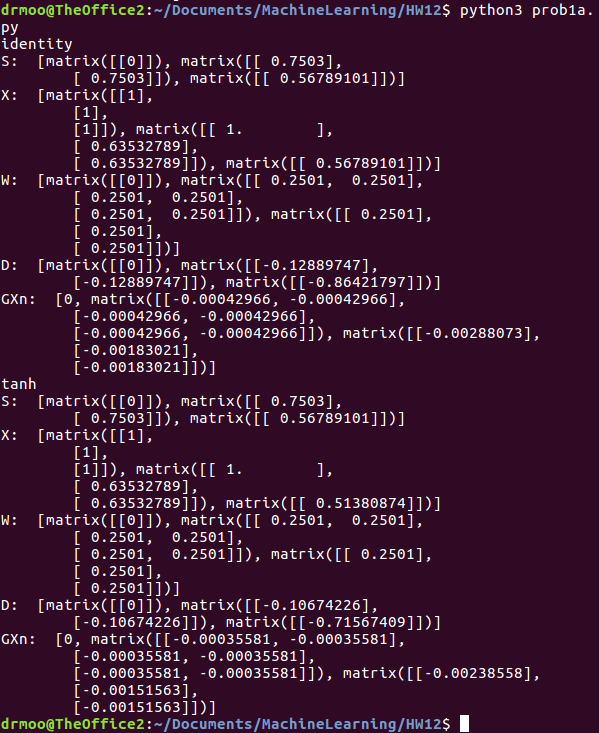 drmoo@TheOffice2:~/Documents/MachineLearning/HW12$ python3 prob1a.
py
identity
S:  [matrix([[0]]), matrix([[ 0.7503],
        [ 0.7503]]), matrix([[ 0.56789101]])]
X:  [matrix([[1],
        [1],
        [1]]), matrix([[ 1.        ],
        [ 0.63532789],
        [ 0.63532789]]), matrix([[ 0.56789101]])]
W:  [matrix([[0]]), matrix([[ 0.2501,  0.2501],
        [ 0.2501,  0.2501],
        [ 0.2501,  0.2501]]), matrix([[ 0.2501],
        [ 0.2501],
        [ 0.2501]])]
D:  [matrix([[0]]), matrix([[-0.12889747],
        [-0.12889747]]), matrix([[-0.86421797]])]
GXn:  [0, matrix([[-0.00042966, -0.00042966],
        [-0.00042966, -0.00042966],
        [-0.00042966, -0.00042966]]), matrix([[-0.00288073],
        [-0.00183021],
        [-0.00183021]])]
tanh
S:  [matrix([[0]]), matrix([[ 0.7503],
        [ 0.7503]]), matrix([[ 0.56789101]])]
X:  [matrix([[1],
        [1],
        [1]]), matrix([[ 1.        ],
        [ 0.63532789],
        [ 0.63532789]]), matrix([[ 0.51380874]])]
W:  [matrix([[0]]), matrix([[ 0.2501,  0.2501],
        [ 0.2501,  0.2501],
        [ 0.2501,  0.2501]]), matrix([[ 0.2501],
        [ 0.2501],
        [ 0.2501]])]
D:  [matrix([[0]]), matrix([[-0.10674226],
        [-0.10674226]]), matrix([[-0.71567409]])]
GXn:  [0, matrix([[-0.00035581, -0.00035581],
        [-0.00035581, -0.00035581],
        [-0.00035581, -0.00035581]]), matrix([[-0.00238558],
        [-0.00151563],
        [-0.00151563]])]
drmoo@TheOffice2:~/Documents/MachineLearning/HW12$